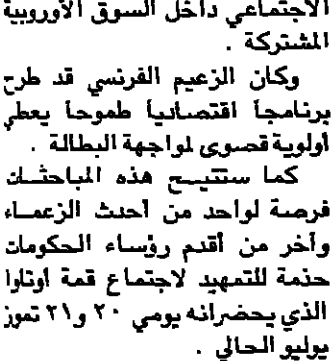 الاجتماعي داخل السوق الأوروبية
المشتركة .
وكان الزعيم الفرنسي قد طرح
برنامجاً اقتصادياً طموحاً يعطي
اولوية قصوى لمواجهة البطالة .
كما ستتيح هذه المباحثات
فرصة لواحد من أحدث الزعماء
وآخر من أقدم رؤساء الحكومات
خدمة للتمهيد لاجتماع قمة أوتاوا
الذي يحضرانه يومي ٢٠ و٢١ تموز
يوليو الحالي .